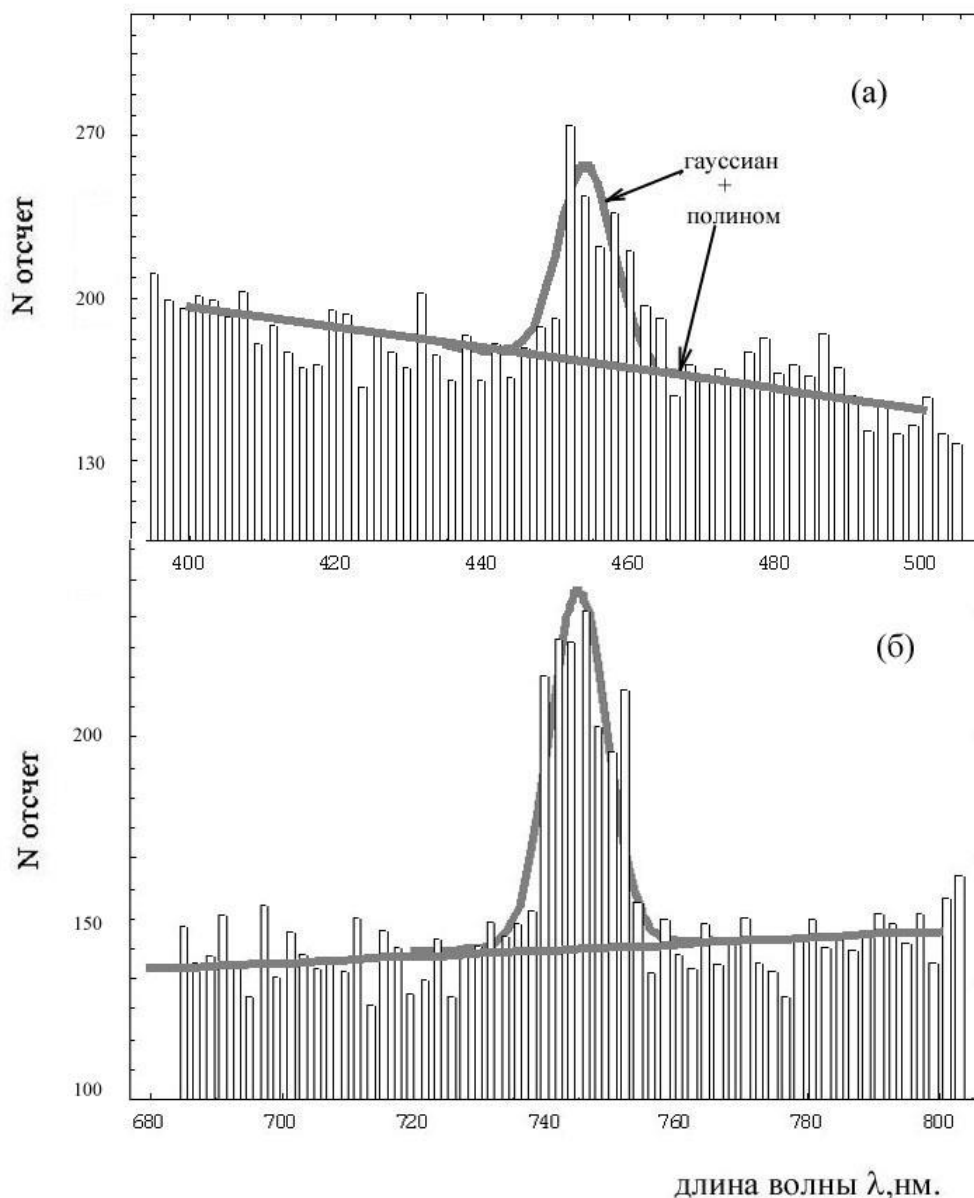 (а)
270
гауссиан
+
полином
N отсчет
200
130
400 420 440 460 480 500
(б)
200
N отсчет
150
100
680 700 720 740 760 780 800
длина волны λ,нм.